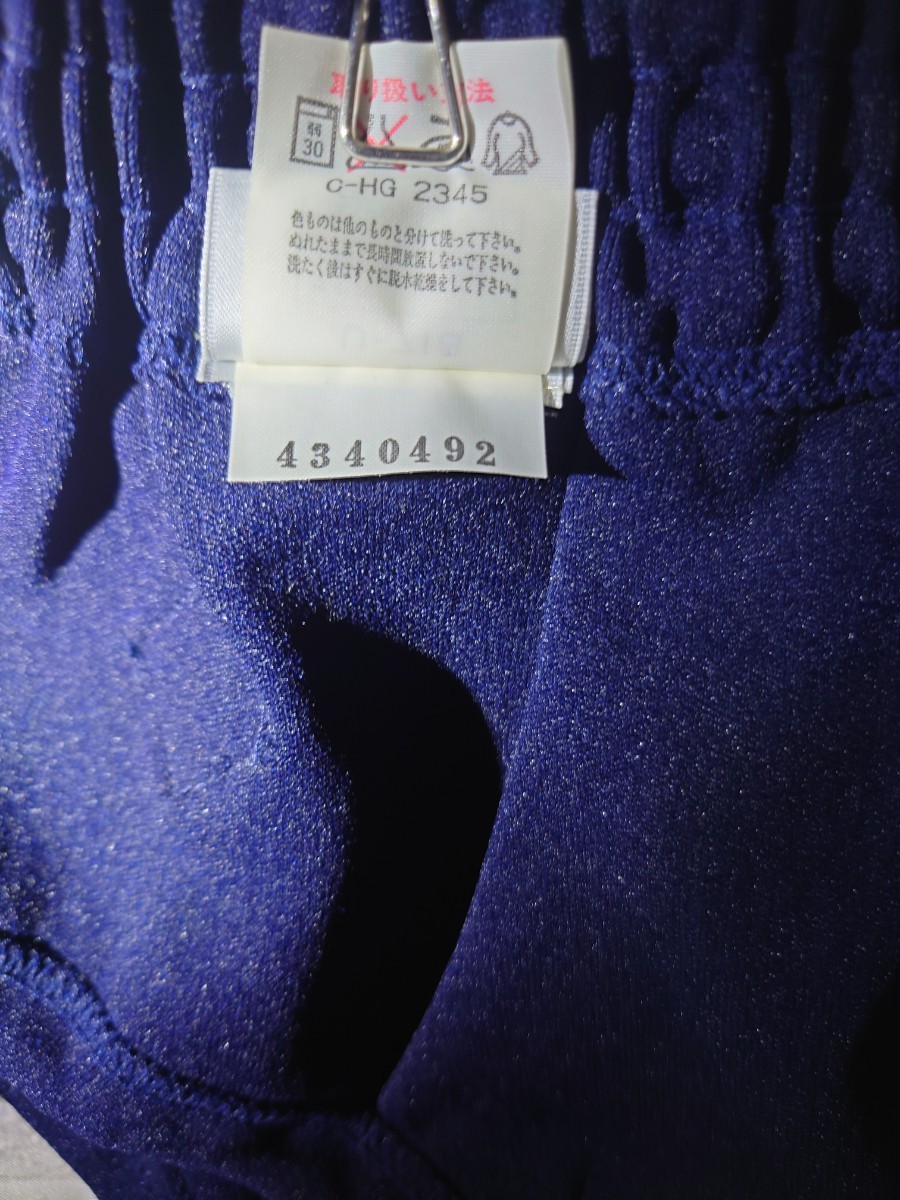 取り扱い方法
弱
30
C-HG 2345
色ものは他のものと分けて洗って下さい。
ぬれたままで長時間放置しないで下さい。
洗たく後はすぐに脱水乾燥をして下さい。
4340492